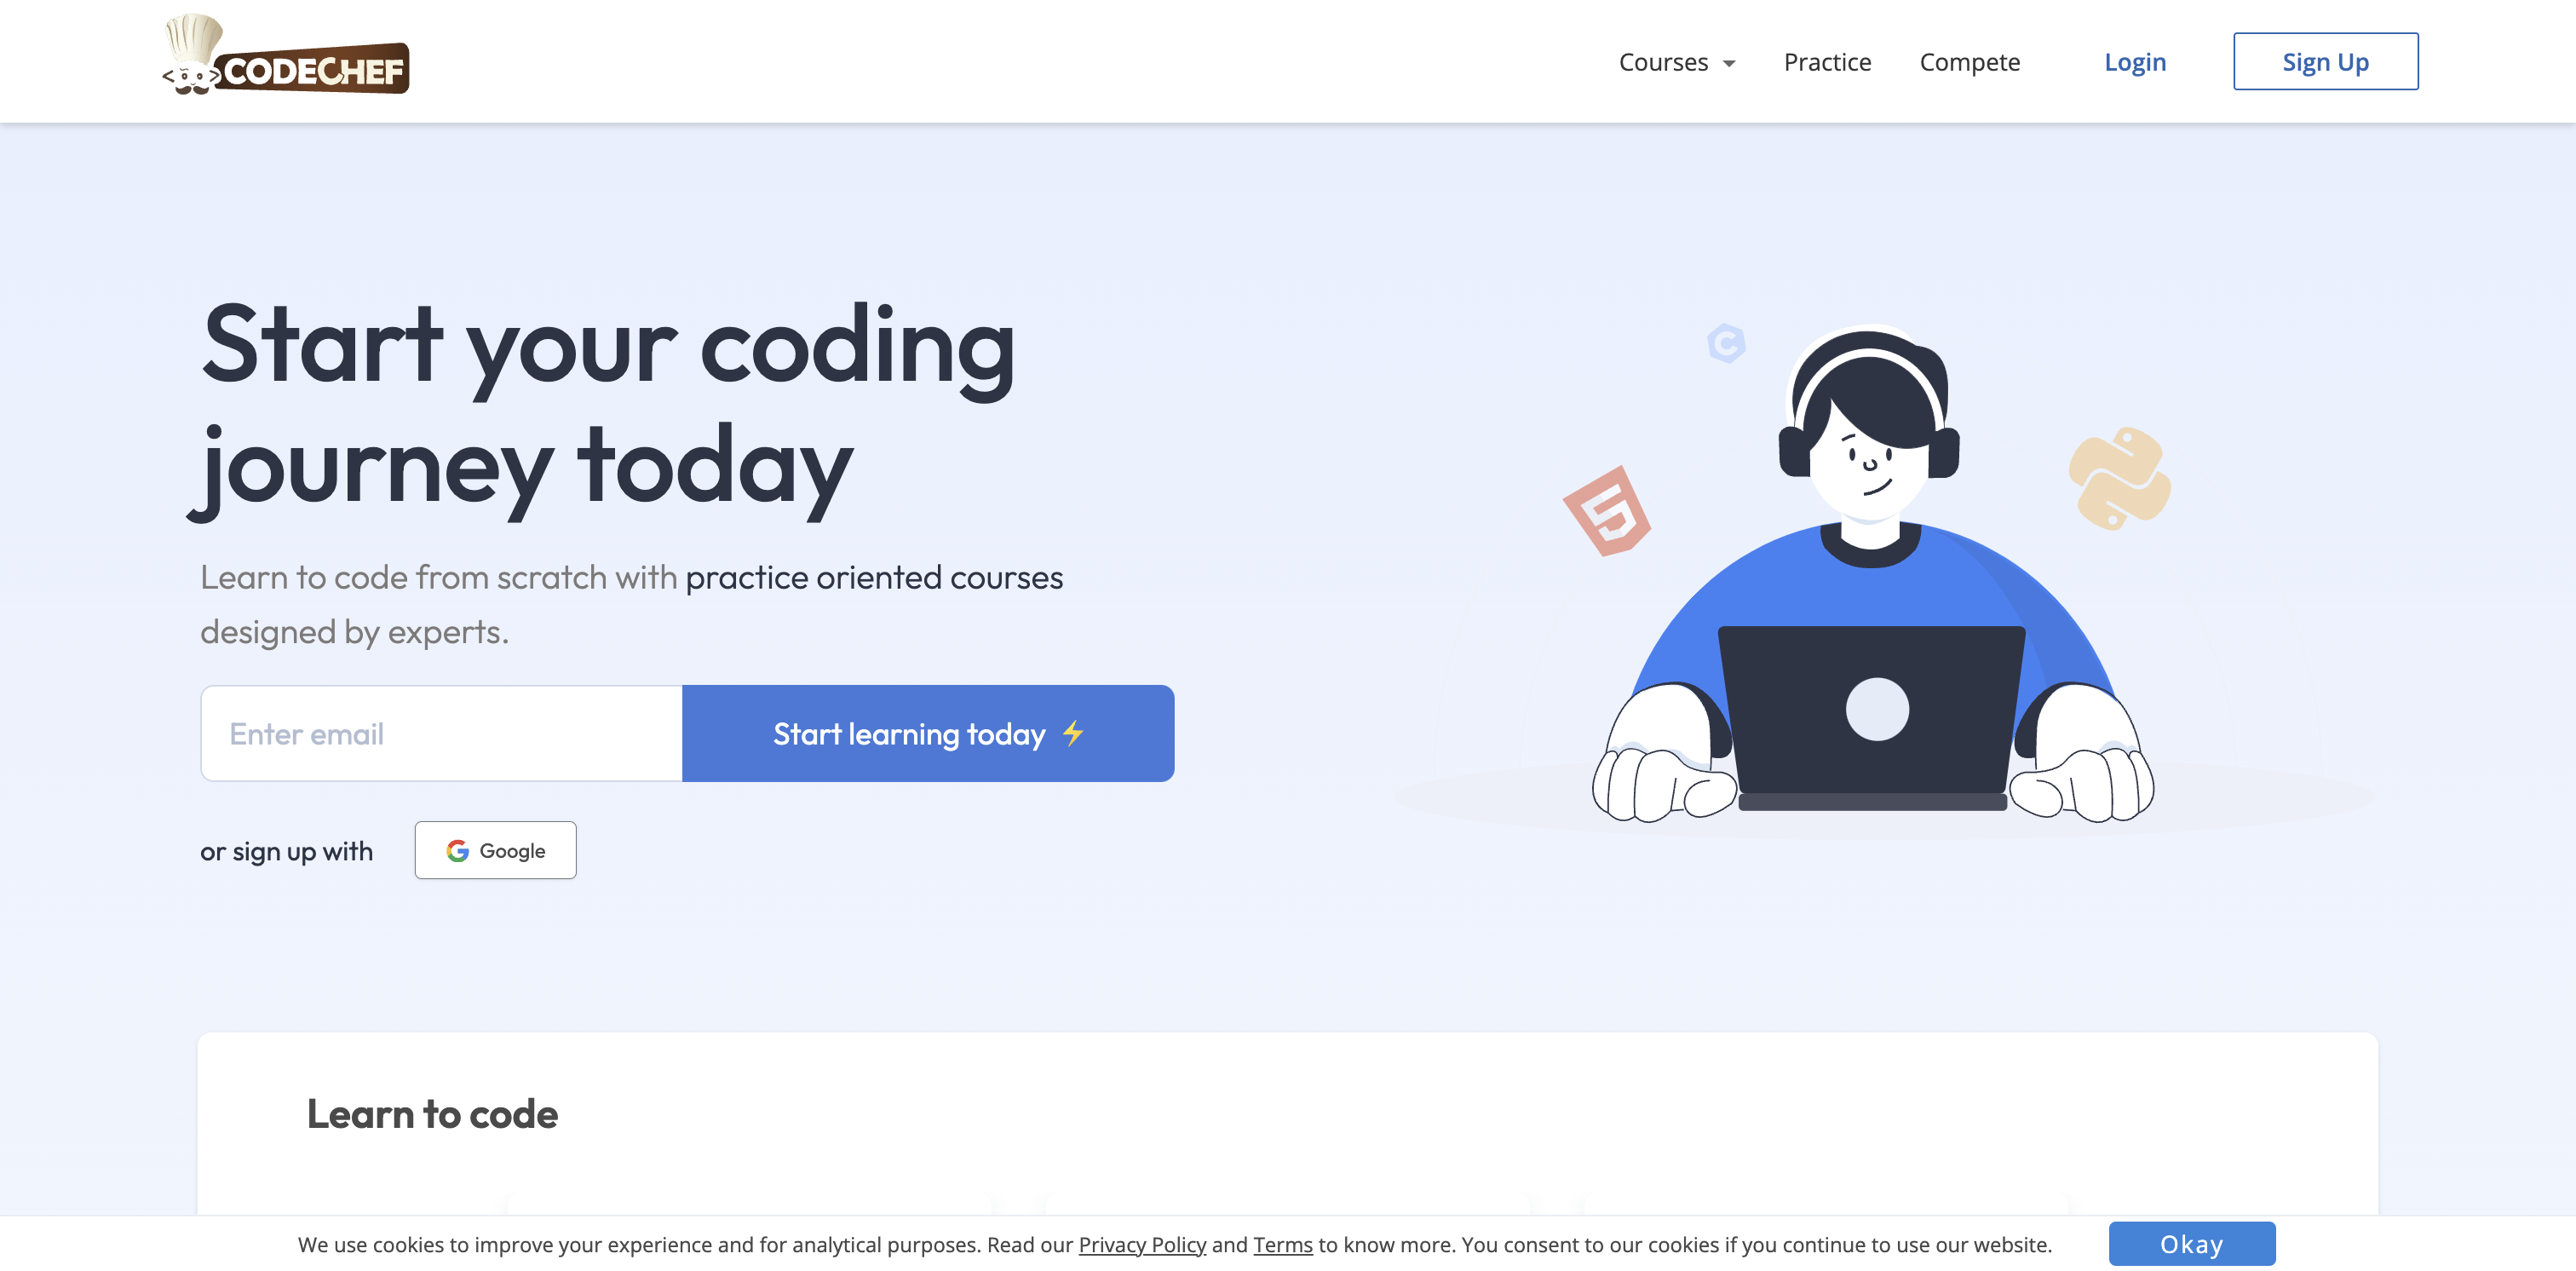 CODECHEF
Courses
Practice
Compete
Login
Sign Up
Start your coding
journey today
Learn to code from scratch with practice oriented courses
designed by experts.
Enter email
Start learning today ⚡
or sign up with
Google
C
5
Learn to code
We use cookies to improve your experience and for analytical purposes. Read our Privacy Policy and Terms to know more. You consent to our cookies if you continue to use our website.
Okay